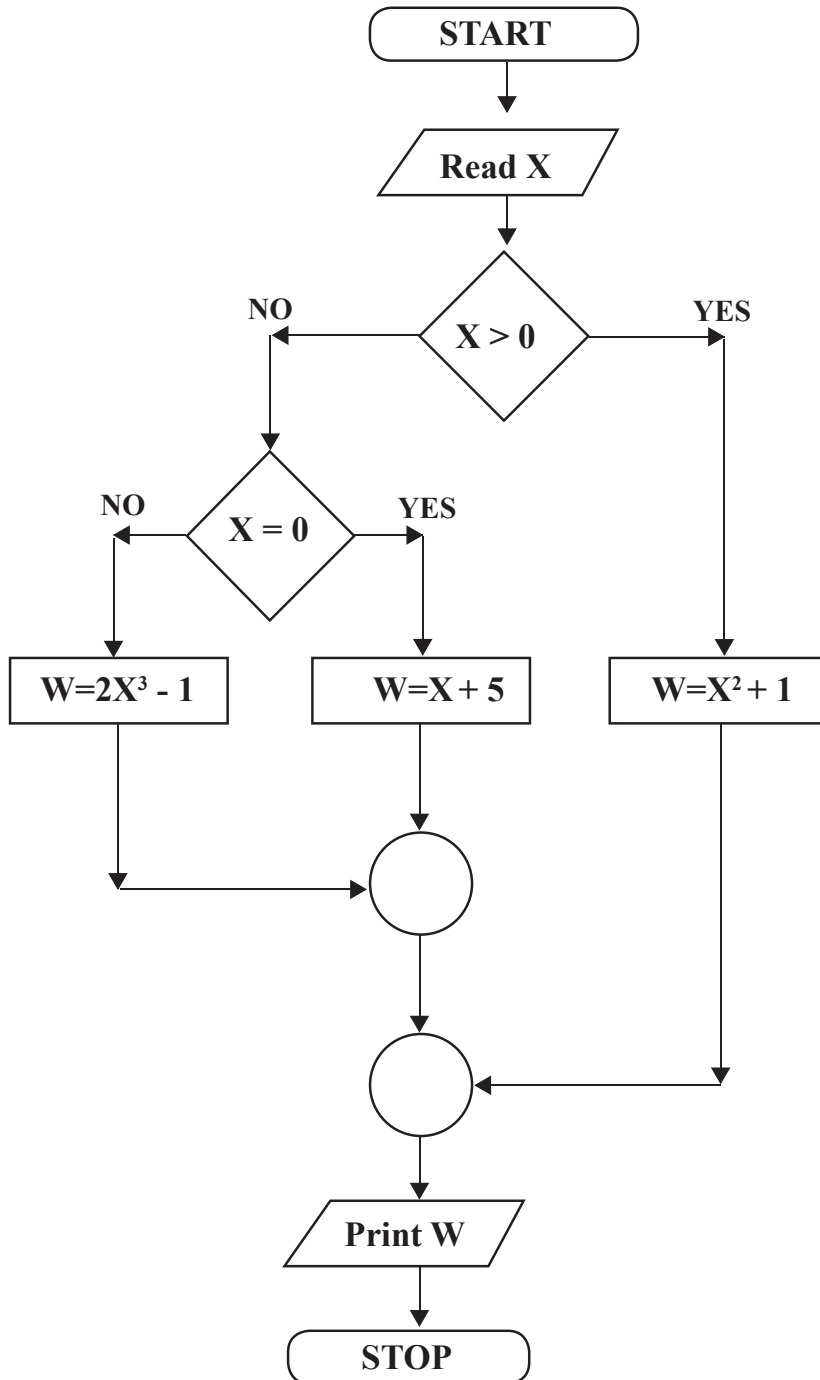 START
Read X
NO
YES
X > 0
NO
YES
X = 0
W=2X³ - 1
W=X + 5
W=X² + 1
Print W
STOP